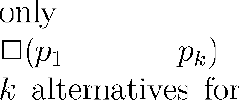 only
□(p₁ pₖ)
k alternatives for